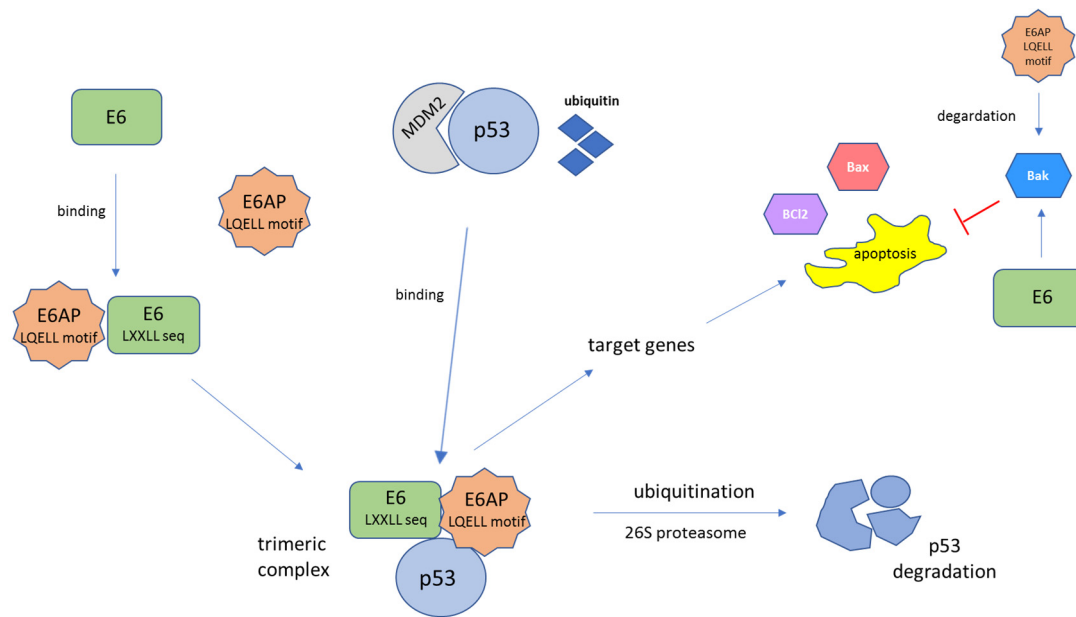 E6
binding
E6AP
LQELL motif
E6AP
LQELL motif
E6
LXXLL seq
MDM2
p53
ubiquitin
binding
E6AP
LQELL
motif
degardation
Bax
Bak
BCl2
apoptosis
E6
target genes
trimeric
complex
E6
LXXLL seq
E6AP
LQELL motif
p53
ubiquitination
26S proteasome
p53
degradation